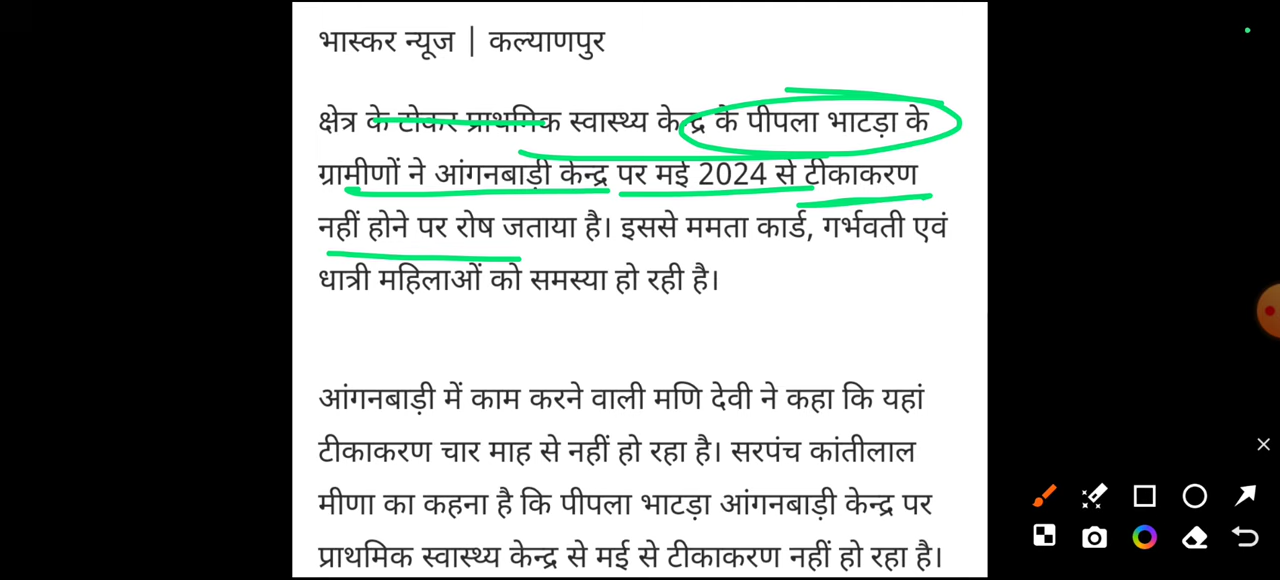 भास्कर न्यूज | कल्याणपुर
क्षेत्र के टोकर प्राथमिक स्वास्थ्य केन्द्र के पीपला भाटड़ा के
ग्रामीणों ने आंगनबाड़ी केन्द्र पर मई 2024 से टीकाकरण
नहीं होने पर रोष जताया है। इससे ममता कार्ड, गर्भवती एवं
धात्री महिलाओं को समस्या हो रही है।
आंगनबाड़ी में काम करने वाली मणि देवी ने कहा कि यहां
टीकाकरण चार माह से नहीं हो रहा है। सरपंच कांतीलाल
मीणा का कहना है कि पीपला भाटड़ा आंगनबाड़ी केन्द्र पर
प्राथमिक स्वास्थ्य केन्द्र से मई से टीकाकरण नहीं हो रहा है।